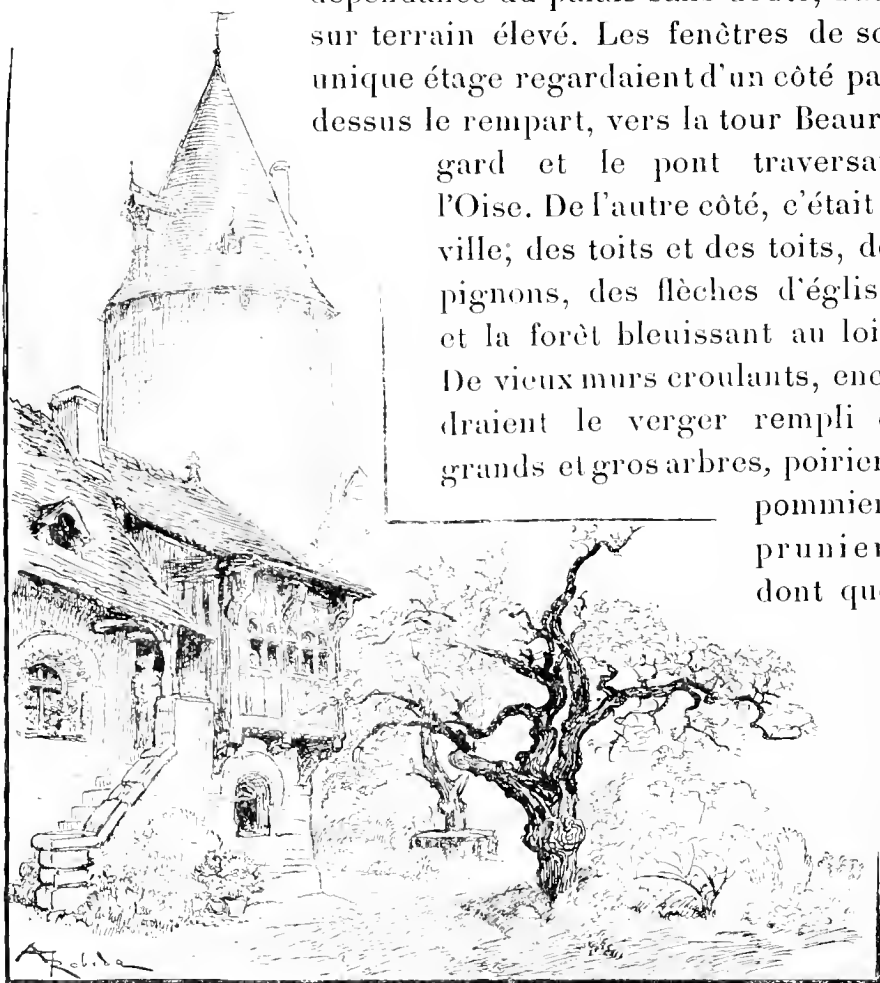 sur terrain élevé. Les fenêtres de so
unique étage regardaient d'un côté pa
dessus le rempart, vers la tour Beaur
gard et le pont traversa
l'Oise. De l'autre côté, c'était
ville; des toits et des toits, de
pignons, des flèches d'églis
et la forêt bleuissant au loi
De vieux murs croulants, enc
draient le verger rempli
grands et gros arbres, poirier
pommier
prunier
dont que
A Robida